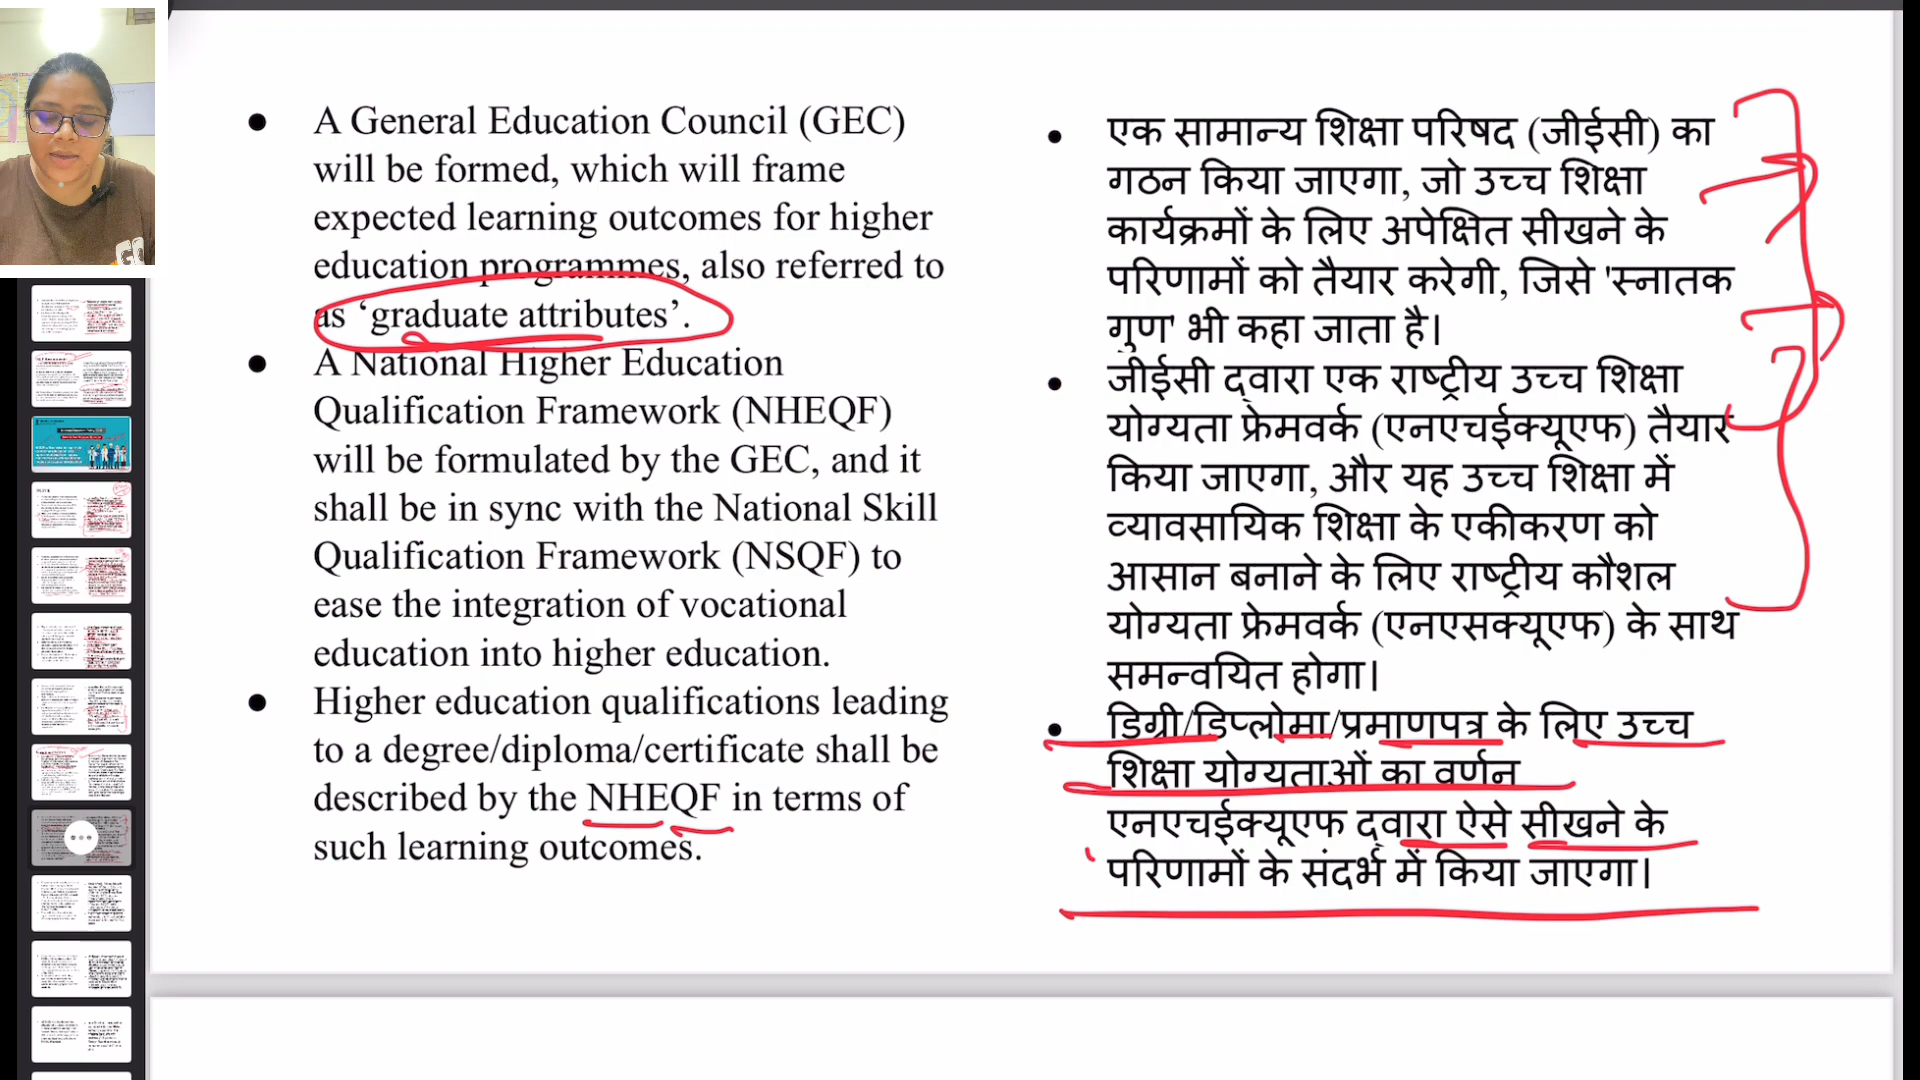 A General Education Council (GEC)
will be formed, which will frame
expected learning outcomes for higher
education programmes, also referred to
as ‘graduate attributes’.
A National Higher Education
Qualification Framework (NHEQF)
will be formulated by the GEC, and it
shall be in sync with the National Skill
Qualification Framework (NSQF) to
ease the integration of vocational
education into higher education.
Higher education qualifications leading
to a degree/diploma/certificate shall be
described by the NHEQF in terms of
such learning outcomes.
एक सामान्य शिक्षा परिषद (जीईसी) का
गठन किया जाएगा, जो उच्च शिक्षा
कार्यक्रमों के लिए अपेक्षित सीखने के
परिणामों को तैयार करेगी, जिसे 'स्नातक
गुण' भी कहा जाता है।
जीईसी द्वारा एक राष्ट्रीय उच्च शिक्षा
योग्यता फ्रेमवर्क (एनएचईक्यूएफ) तैयार
किया जाएगा, और यह उच्च शिक्षा में
व्यावसायिक शिक्षा के एकीकरण को
आसान बनाने के लिए राष्ट्रीय कौशल
योग्यता फ्रेमवर्क (एनएसक्यूएफ) के साथ
समन्वयित होगा।
डिग्री/डिप्लोमा/प्रमाणपत्र के लिए उच्च
शिक्षा योग्यताओं का वर्णन
एनएचईक्यूएफ द्वारा ऐसे सीखने के
परिणामों के संदर्भ में किया जाएगा।